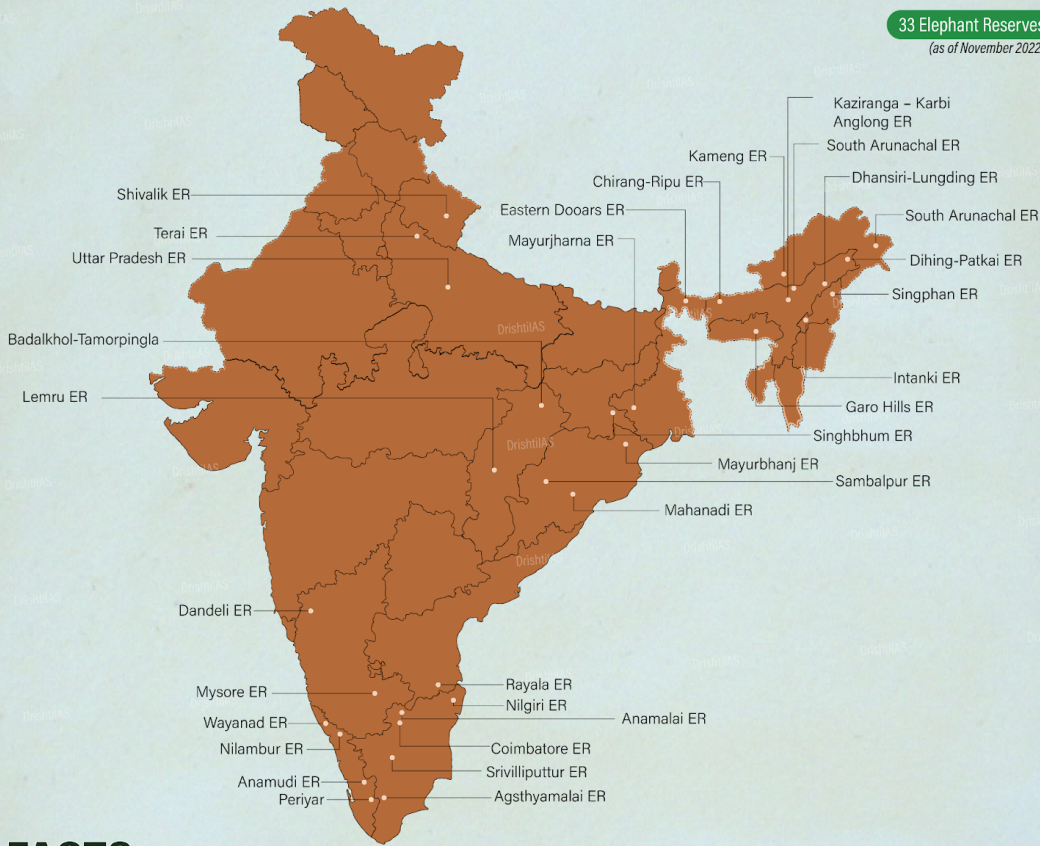 33 Elephant Reserves
(as of November 2022
Kaziranga – Karbi
Anglong ER
South Arunachal ER
Kameng ER
Chirang-Ripu ER
Dhansiri-Lungding ER
Shivalik ER
Eastern Dooars ER
South Arunachal ER
Terai ER
Mayurjharna ER
Uttar Pradesh ER
Dihing-Patkai ER
Singphan ER
Badalkhol-Tamorpingla
Intanki ER
Lemru ER
Garo Hills ER
Singhbhum ER
Mayurbhanj ER
Sambalpur ER
Mahanadi ER
Dandeli ER
Rayala ER
Mysore ER
Nilgiri ER
Anamalai ER
Wayanad ER
Nilambur ER
Coimbatore ER
Srivilliputtur ER
Anamudi ER
Periyar
Agsthyamalai ER
FACTS
DrishtiIAS